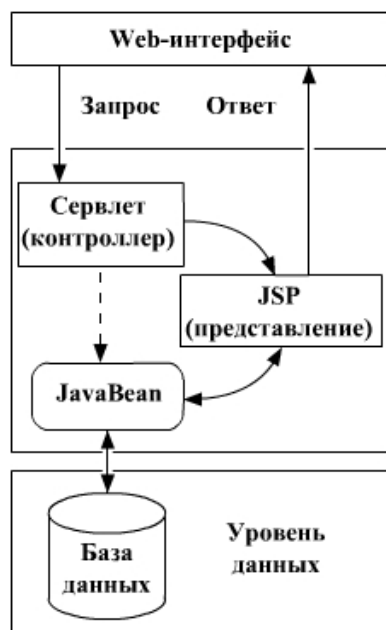 Web-интерфейс
Запрос
Ответ
Сервлет
(контроллер)
JSP
(представление)
JavaBean
База
данных
Уровень
данных